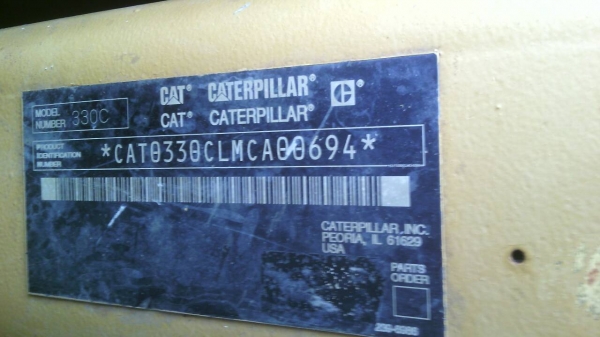 CAT® CATERPILLAR® C®
MODEL NUMBER 330C
CAT® CATERPILLAR®
PRODUCT IDENTIFICATION NUMBER
*CAT0330CLMCA00694*
CATERPILLAR, INC.
PEORIA, IL 61629
USA
PARTS
ORDER